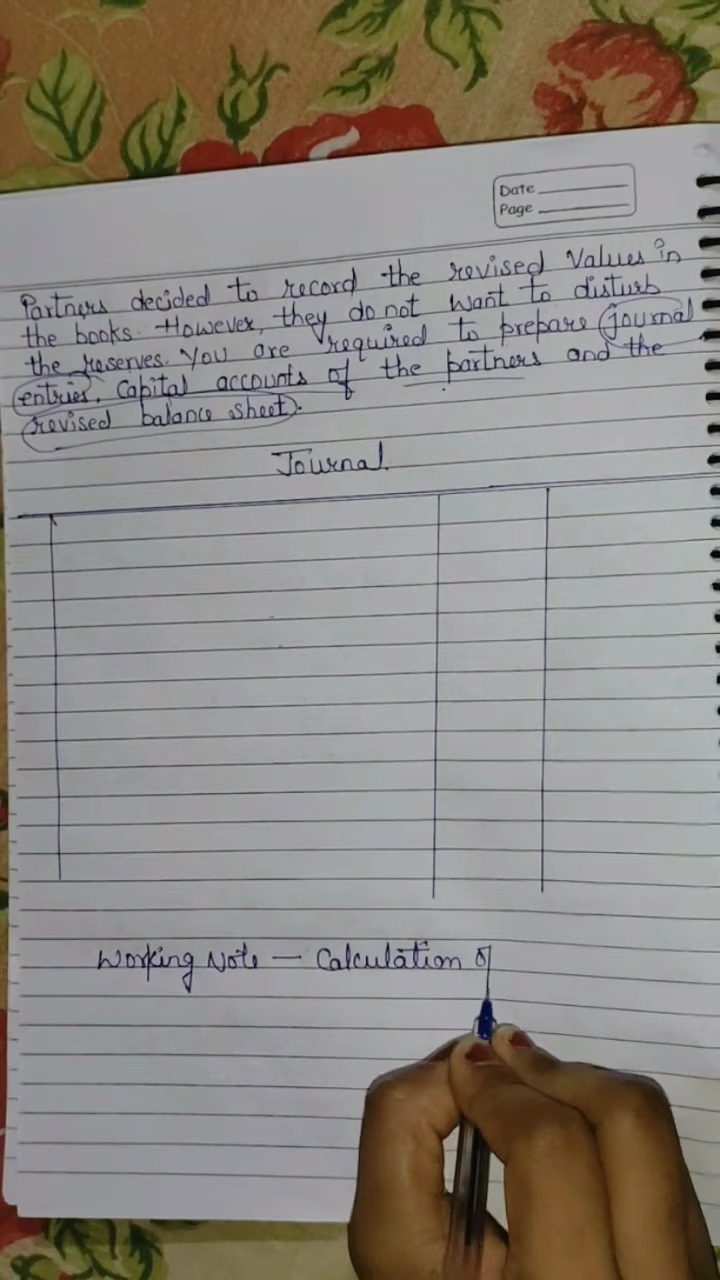 Date
Page
Partners decided to record the revised Values in
the books. However, they do not want to disturb
the reserves. You are required to prepare journal
entries, Capital accounts of the partners and the
revised balance sheet.
Journal
Working Note — Calculation of